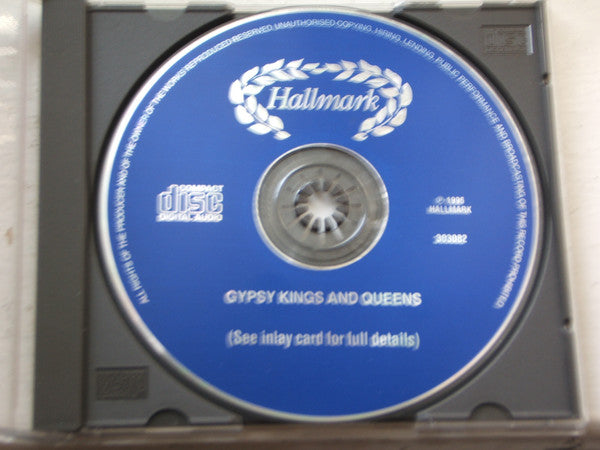 ALL RIGHTS OF THE PRODUCER AND OF THE OWNER OF THE WORKS REPRODUCED RESERVED. UNAUTHORISED COPYING, HIRING, LENDING, PUBLIC PERFORMANCE AND BROADCASTING OF THIS RECORD PROHIBITED.
Hallmark
COMPACT
disc
DIGITAL AUDIO
HALLMARK
303082
GYPSY KINGS AND QUEENS
(See inlay card for full details)